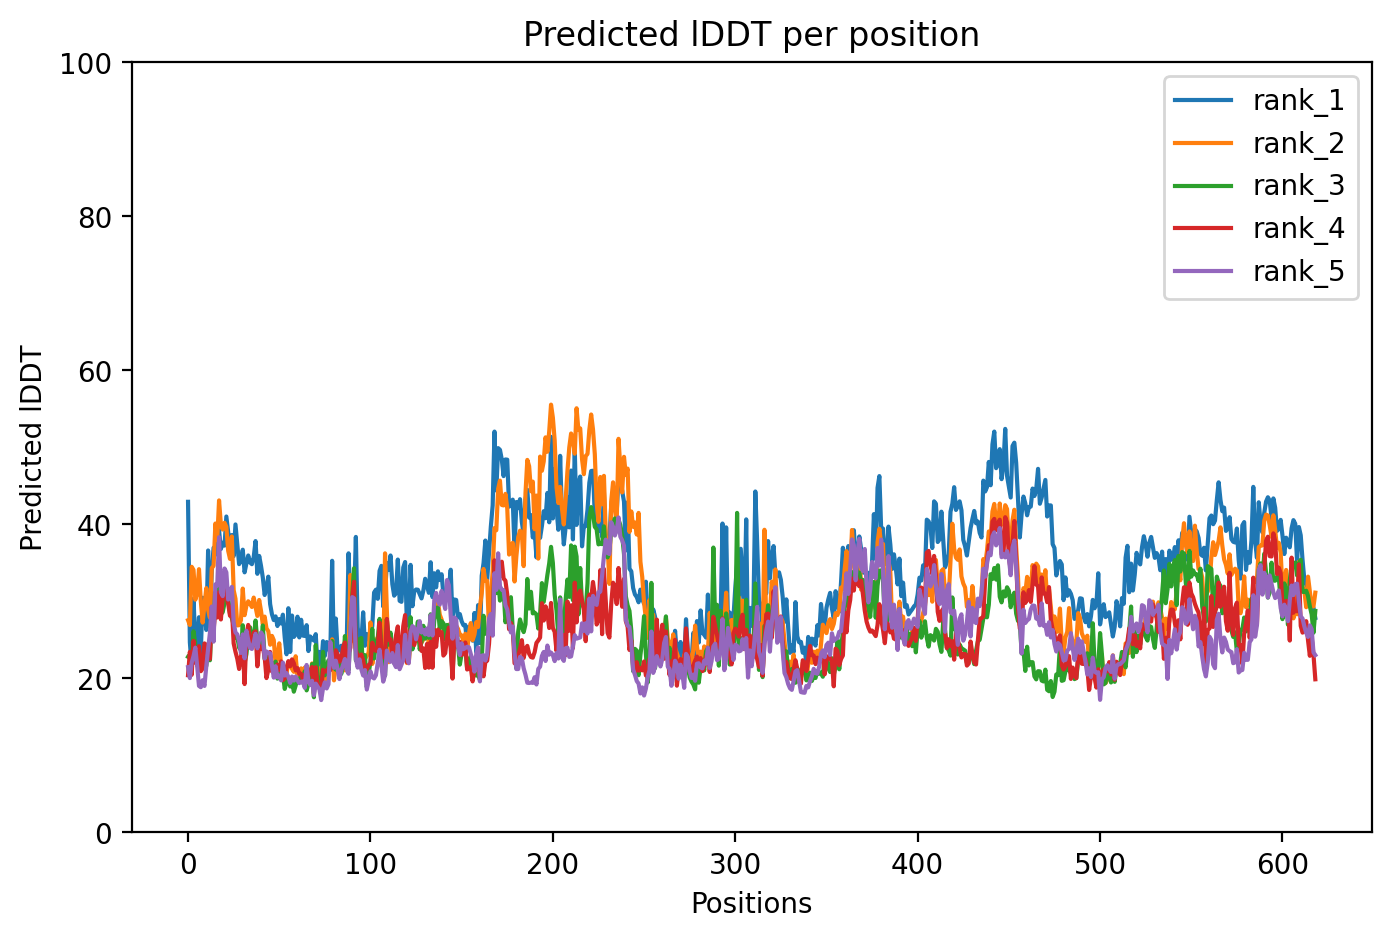 Predicted lDDT per position
100
80
60
40
20
0
Predicted lDDT
rank_1
rank_2
rank_3
rank_4
rank_5
0 100 200 300 400 500 600
Positions